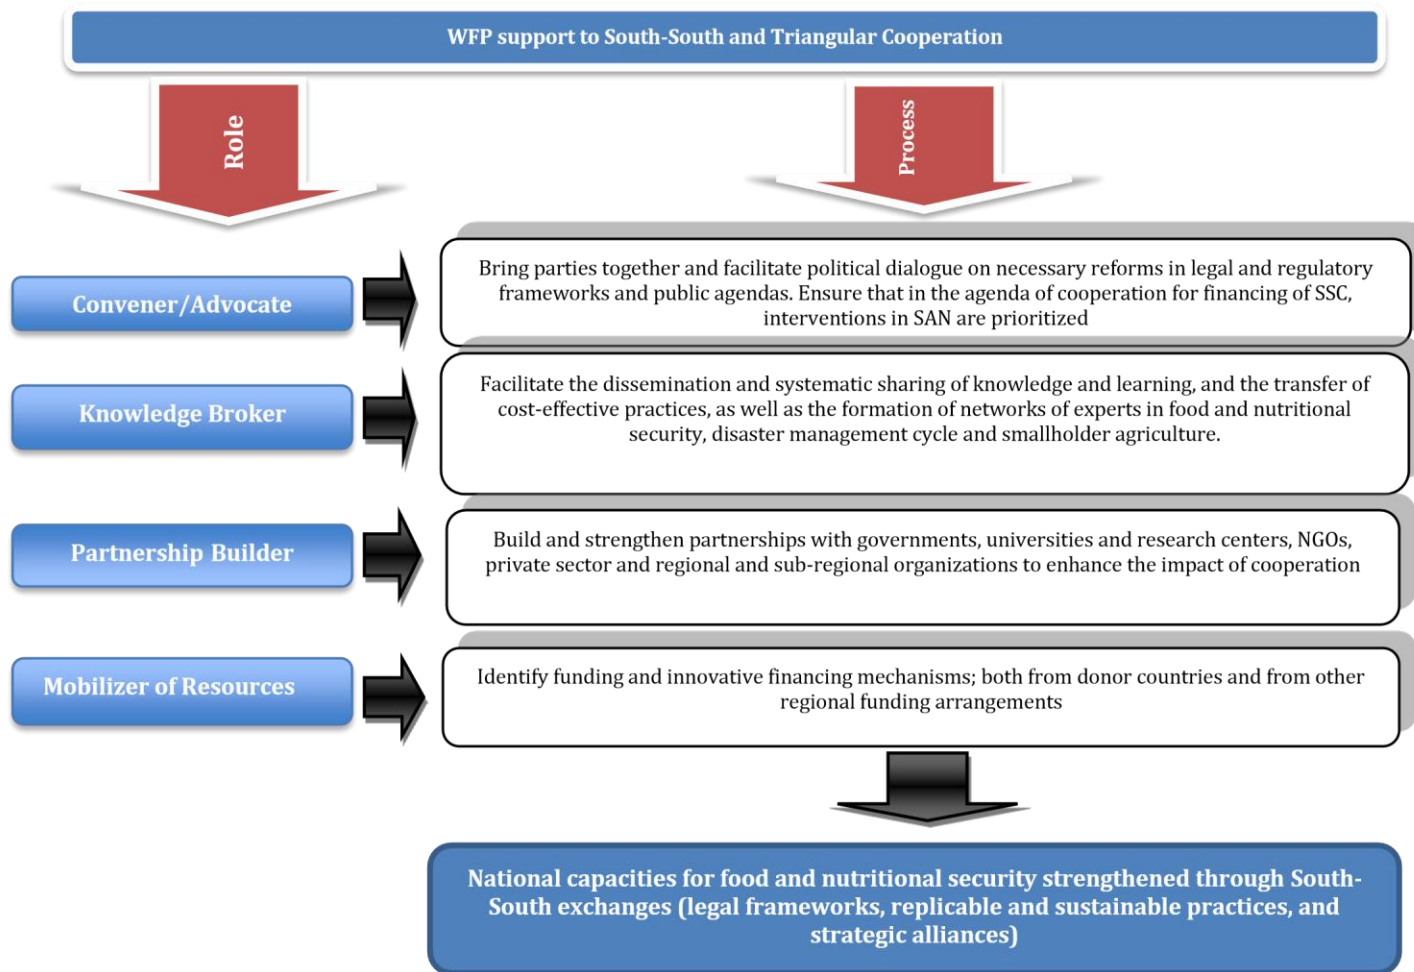 WFP support to South-South and Triangular Cooperation
Role
Process
Convener/Advocate
Bring parties together and facilitate political dialogue on necessary reforms in legal and regulatory
frameworks and public agendas. Ensure that in the agenda of cooperation for financing of SSC,
interventions in SAN are prioritized
Knowledge Broker
Facilitate the dissemination and systematic sharing of knowledge and learning, and the transfer of
cost-effective practices, as well as the formation of networks of experts in food and nutritional
security, disaster management cycle and smallholder agriculture.
Partnership Builder
Build and strengthen partnerships with governments, universities and research centers, NGOs,
private sector and regional and sub-regional organizations to enhance the impact of cooperation
Mobilizer of Resources
Identify funding and innovative financing mechanisms; both from donor countries and from other
regional funding arrangements
National capacities for food and nutritional security strengthened through South-
South exchanges (legal frameworks, replicable and sustainable practices, and
strategic alliances)